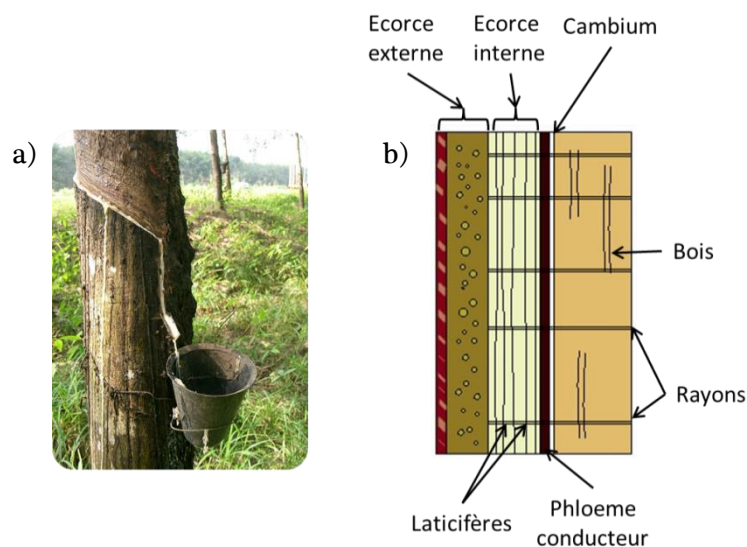 a)
b)
Ecorce
externe
Ecorce
interne
Cambium
Bois
Rayons
Laticifères
Phloeme
conducteur